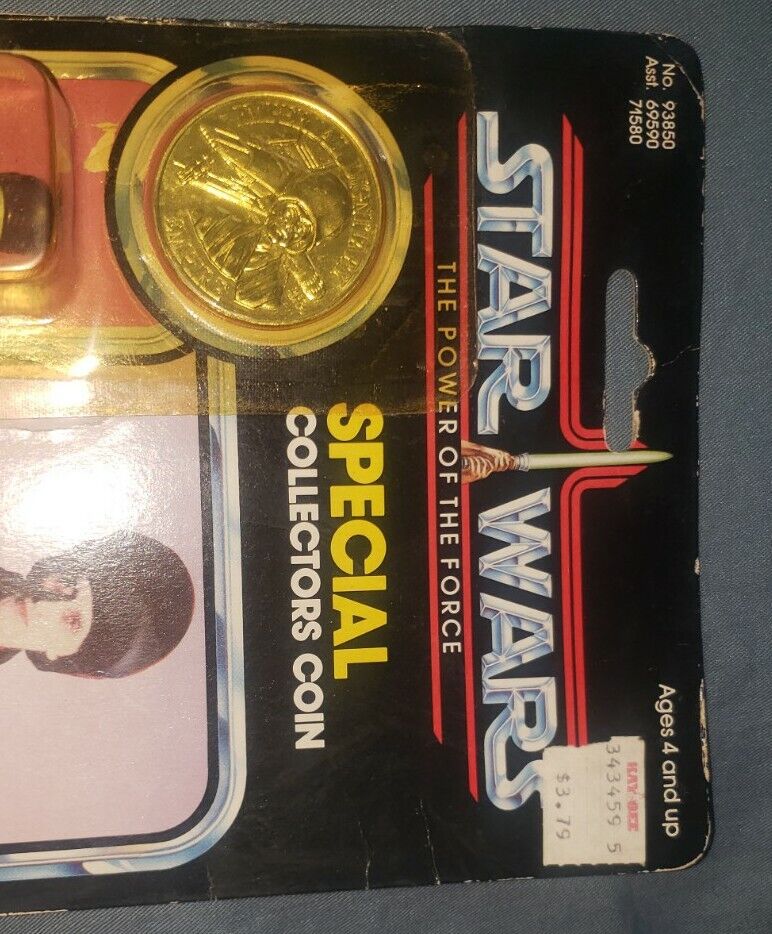 No. 93850
Asst. 69590
71580
STAR WARS
THE POWER OF THE FORCE
SPECIAL
COLLECTORS COIN
Ages 4 and up
KAY·BEE
343459 5
$3.79